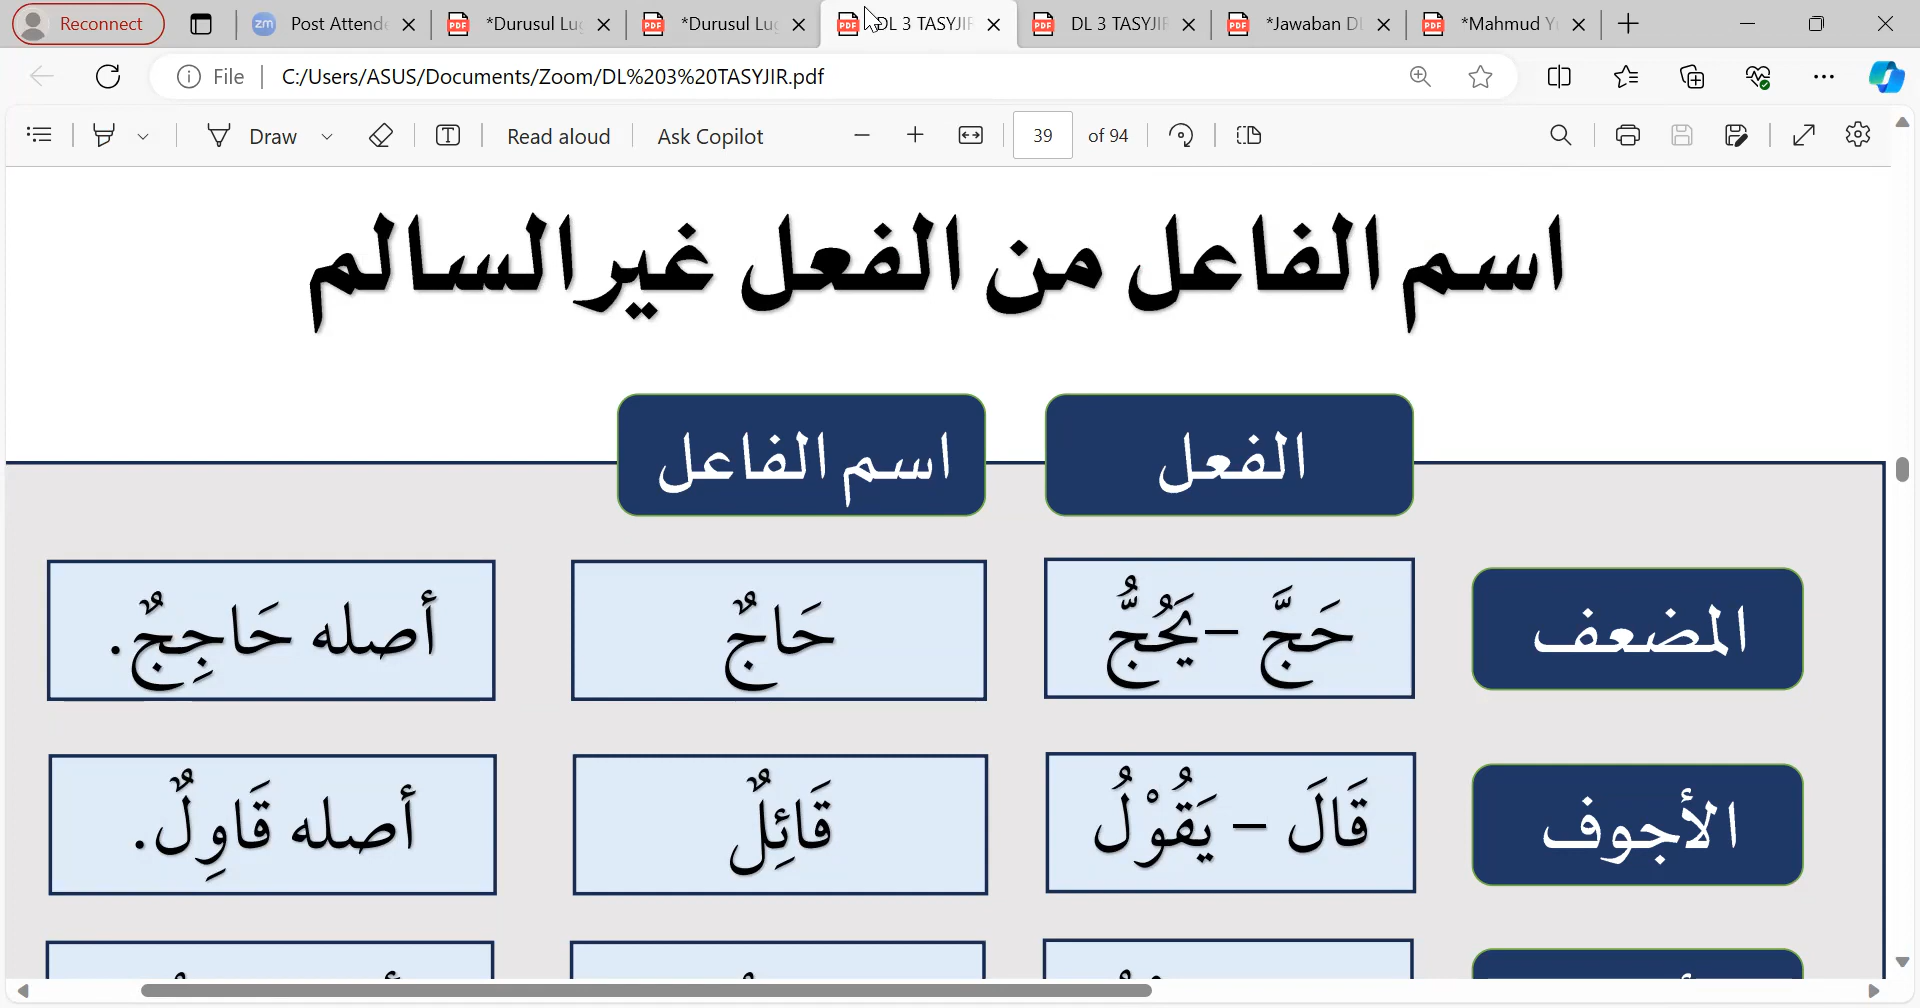 Reconnect
Post Attend
*Durusul Lu
*Durusul Lu
DL 3 TASYJIR
DL 3 TASYJIR
*Jawaban D
*Mahmud Y
File
C:/Users/ASUS/Documents/Zoom/DL%203%20TASYJIR.pdf
Draw
Read aloud
Ask Copilot
39
of 94
اسم الفاعل من الفعل غير السالم
الفعل
اسم الفاعل
المضعف
حَجَّ – يَحُجُّ
حَاجٌّ
أصله حَاجِجٌ.
الأجوف
قَالَ – يَقُوْلُ
قَائِلٌ
أصله قَاوِلٌ.